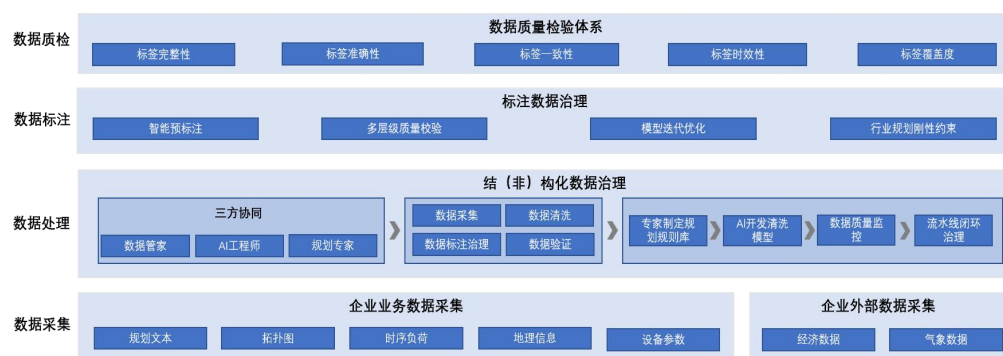 数据质检
数据质量检验体系
标签完整性
标签准确性
标签一致性
标签时效性
标签覆盖度
数据标注
标注数据治理
智能预标注
多层级质量校验
模型迭代优化
行业规划刚性约束
数据处理
结（非）构化数据治理
三方协同
数据管家
AI工程师
规划专家
数据采集
数据清洗
数据标注治理
数据验证
专家制定规
划规则库
AI开发清洗
模型
数据质量监
控
流水线闭环
治理
数据采集
企业业务数据采集
规划文本
拓扑图
时序负荷
地理信息
设备参数
企业外部数据采集
经济数据
气象数据